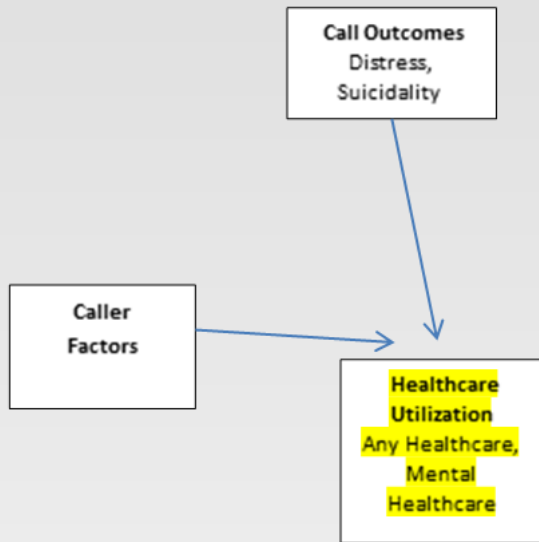 Call Outcomes
Distress,
Suicidality
Caller
Factors
Healthcare
Utilization
Any Healthcare,
Mental
Healthcare